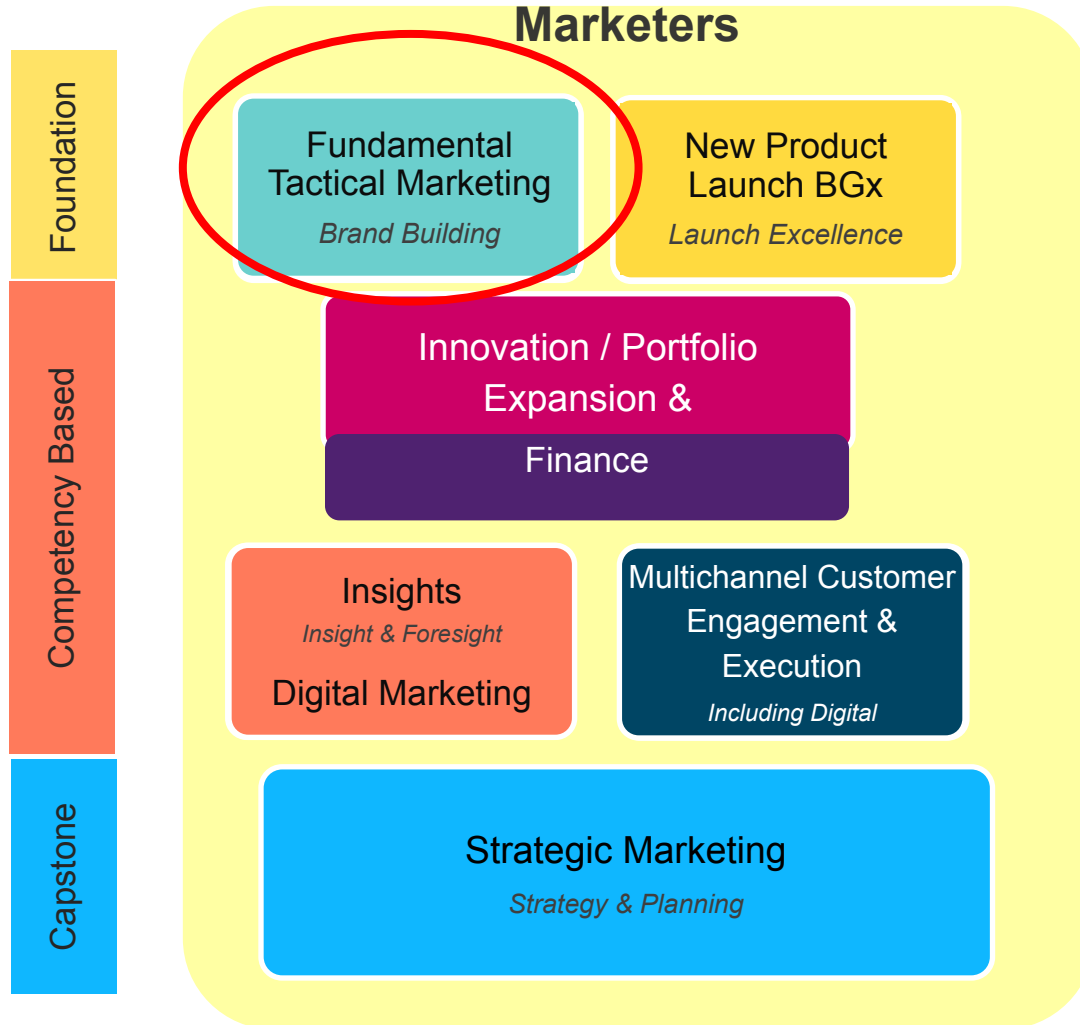 Marketers
Foundation
Fundamental
Tactical Marketing
Brand Building
New Product
Launch BGx
Launch Excellence
Competency Based
Innovation / Portfolio
Expansion &
Finance
Insights
Insight & Foresight
Digital Marketing
Multichannel Customer
Engagement &
Execution
Including Digital
Capstone
Strategic Marketing
Strategy & Planning